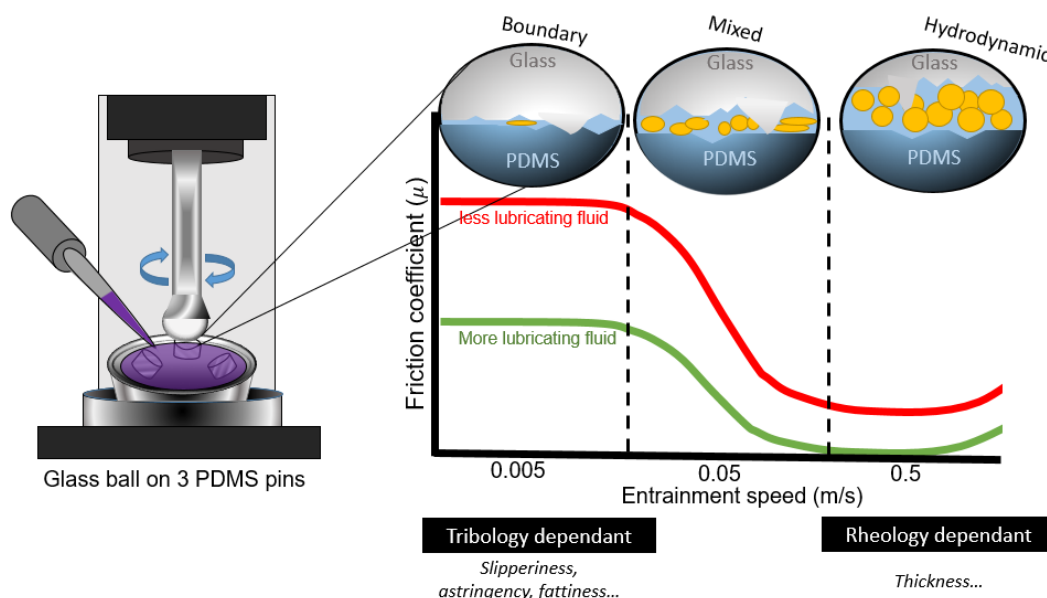 Boundary
Mixed
Hydrodynamic
Glass
Glass
Glass
PDMS
PDMS
PDMS
Friction coefficient (μ)
less lubricating fluid
More lubricating fluid
0.005
0.05
0.5
Entrainment speed (m/s)
Glass ball on 3 PDMS pins
Tribology dependant
Slipperiness,
astringency, fattiness...
Rheology dependant
Thickness...